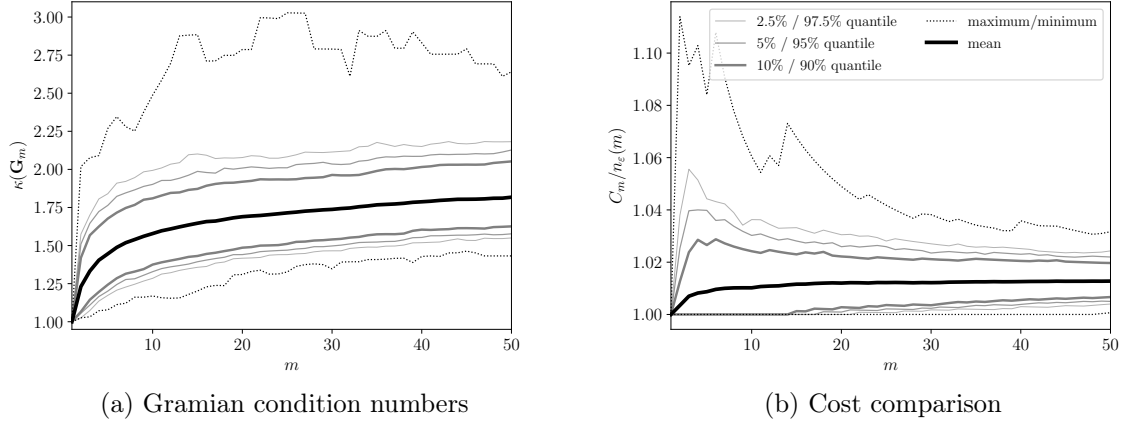 3.00
2.75
2.50
2.25
2.00
1.75
1.50
1.25
1.00
κ(G_m)
10
20
30
40
50
m
(a) Gramian condition numbers
2.5% / 97.5% quantile
5% / 95% quantile
10% / 90% quantile
maximum/minimum
mean
1.10
1.08
1.06
1.04
1.02
1.00
C_m/n_ε(m)
10
20
30
40
50
m
(b) Cost comparison